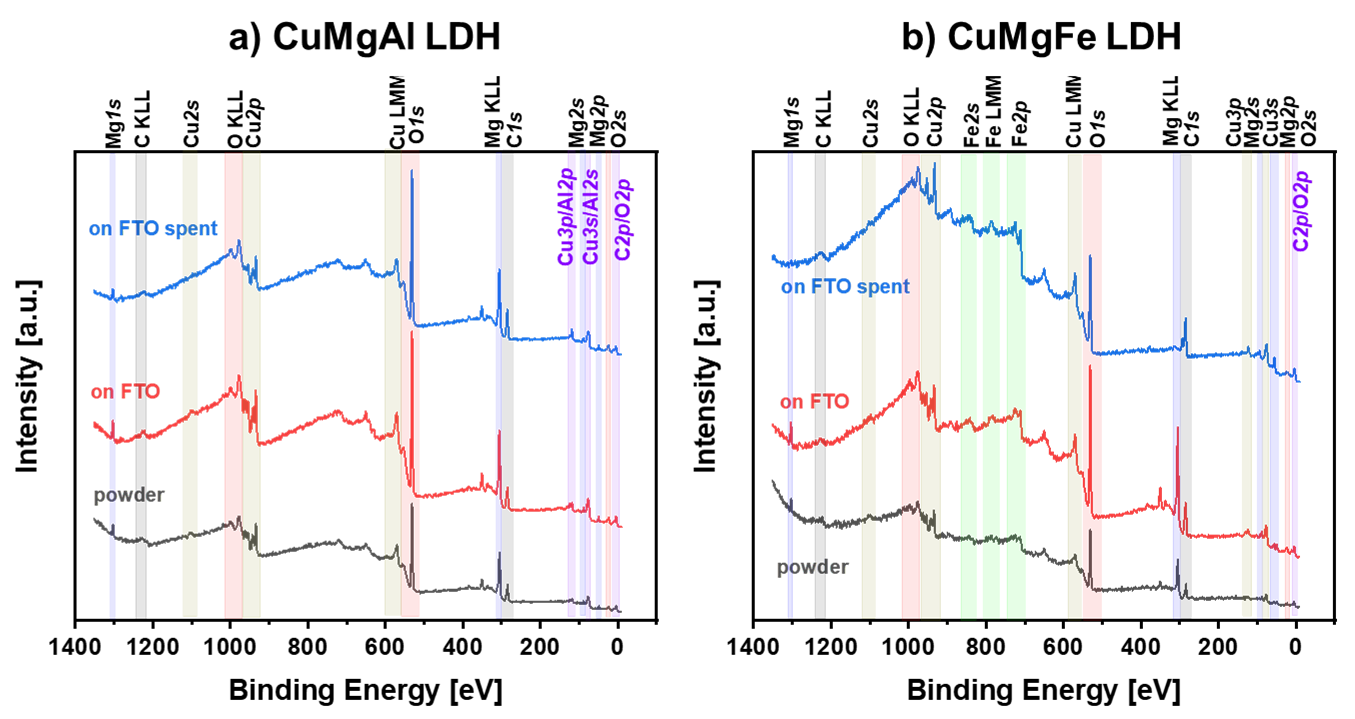 a) CuMgAl LDH
Mg1s
C KLL
Cu2s
O KLL
Cu2p
Cu LMM
O1s
Mg KLL
C1s
Mg2s
Mg2p
O2s
Cu3p/Al2p
Cu3s/Al2s
C2p/O2p
on FTO spent
on FTO
powder
Intensity [a.u.]
1400 1200 1000 800 600 400 200 0
Binding Energy [eV]
b) CuMgFe LDH
Mg1s
C KLL
Cu2s
O KLL
Cu2p
Fe2s
Fe LMM
Fe2p
Cu LMM
O1s
Mg KLL
C1s
Cu3p
Mg2s
Cu3s
Mg2p
O2s
C2p/O2p
on FTO spent
on FTO
powder
Intensity [a.u.]
1400 1200 1000 800 600 400 200 0
Binding Energy [eV]